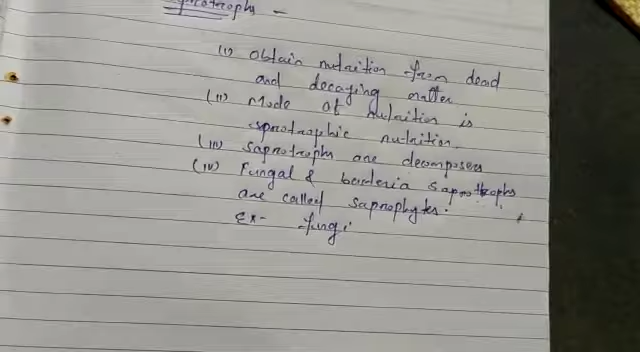 (i) obtain nutrition from dead
and decaying matter
(ii) Mode of nutrition is
saprotrophic nutrition.
(iii) saprotrophs are decomposers
(iv) Fungal & bacteria saprotrophs
are called saprophytes.
Ex- fungi